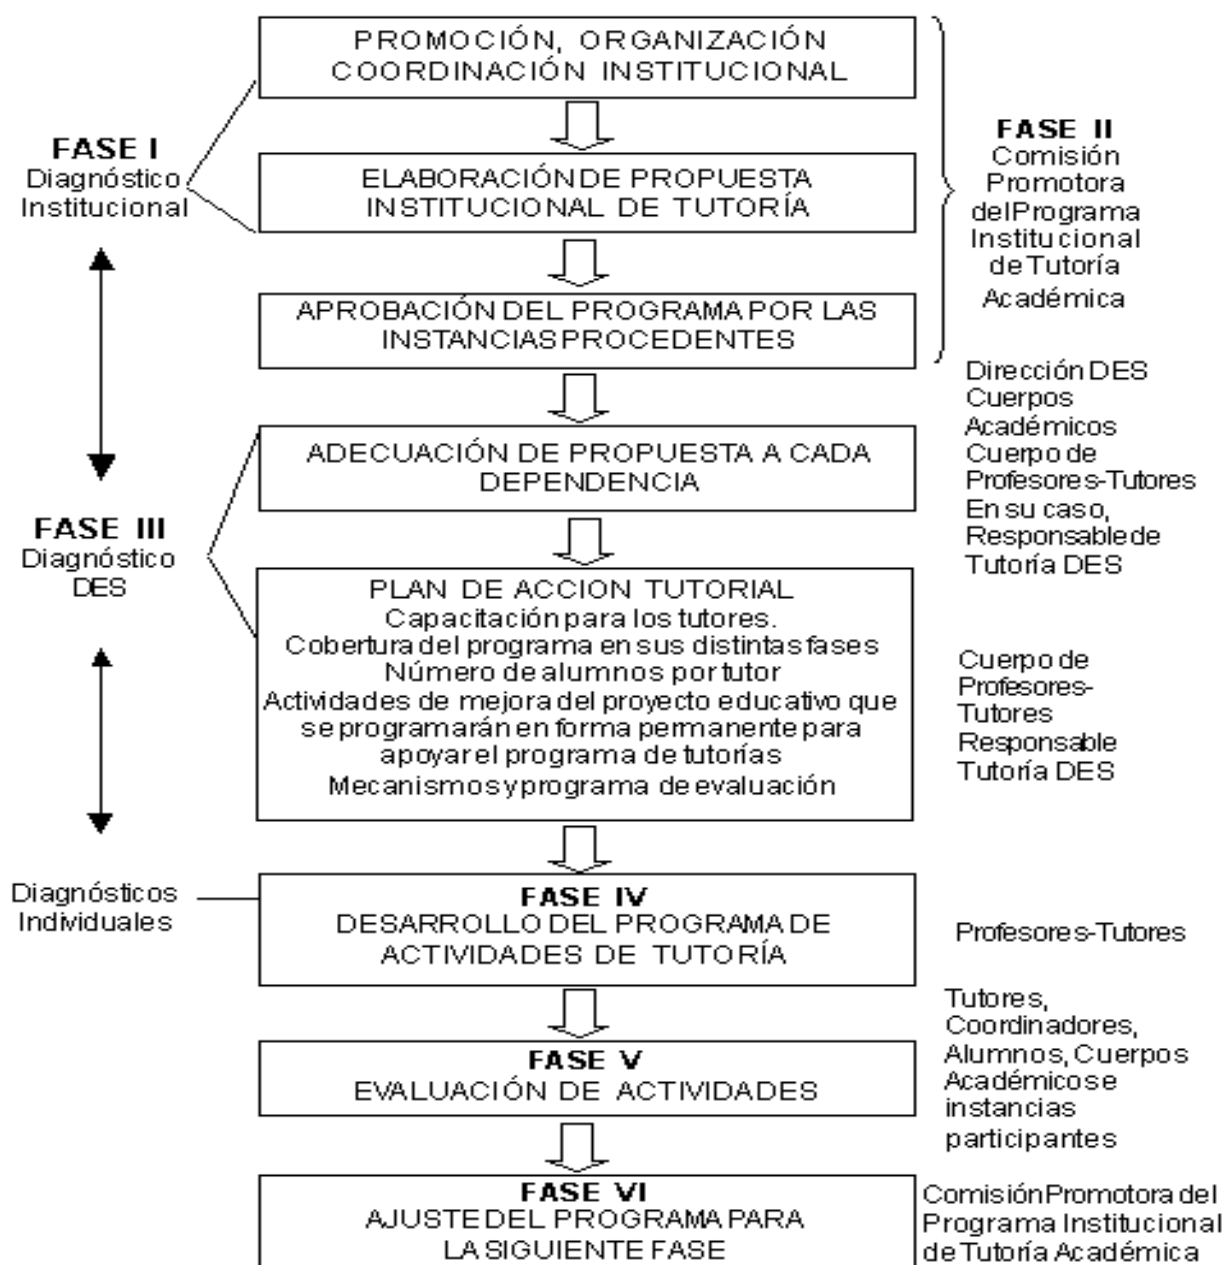 PROMOCIÓN, ORGANIZACIÓN
COORDINACIÓN INSTITUCIONAL
FASE I
Diagnóstico
Institucional
ELABORACIÓN DE PROPUESTA
INSTITUCIONAL DE TUTORÍA
FASE II
Comisión
Promotora
del Programa
Institucional
de Tutoría
Académica
APROBACIÓN DEL PROGRAMA POR LAS
INSTANCIAS PROCEDENTES
ADECUACIÓN DE PROPUESTA A CADA
DEPENDENCIA
Dirección DES
Cuerpos
Académicos
Cuerpo de
Profesores-Tutores
En su caso,
Responsable de
Tutoría DES
FASE III
Diagnóstico
DES
PLAN DE ACCION TUTORIAL
Capacitación para los tutores.
Cobertura del programa en sus distintas fases
Número de alumnos por tutor
Actividades de mejora del proyecto educativo que
se programarán en forma permanente para
apoyar el programa de tutorías
Mecanismos y programa de evaluación
Cuerpo de
Profesores-
Tutores
Responsable
Tutoría DES
Diagnósticos
Individuales
FASE IV
DESARROLLO DEL PROGRAMA DE
ACTIVIDADES DE TUTORÍA
Profesores-Tutores
FASE V
EVALUACIÓN DE ACTIVIDADES
Tutores,
Coordinadores,
Alumnos, Cuerpos
Académicos e
instancias
participantes
FASE VI
AJUSTE DEL PROGRAMA PARA
LA SIGUIENTE FASE
Comisión Promotora del
Programa Institucional
de Tutoría Académica